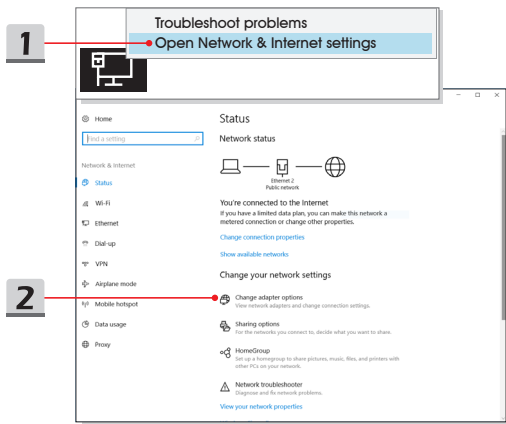 Troubleshoot problems
1
Open Network & Internet settings
Home
Find a setting
Network & Internet
Status
Wi-Fi
Ethernet
Dial-up
VPN
Airplane mode
2
Mobile hotspot
Data usage
Proxy
Status
Network status
Ethernet 2
Public network
You're connected to the Internet
If you have a limited data plan, you can make this network a
metered connection or change other properties.
Change connection properties
Show available networks
Change your network settings
Change adapter options
View network adapters and change connection settings.
Sharing options
For the networks you connect to, decide what you want to share.
HomeGroup
Set up a homegroup to share pictures, music, files, and printers with
other PCs on your network.
Network troubleshooter
Diagnose and fix network problems.
View your network properties